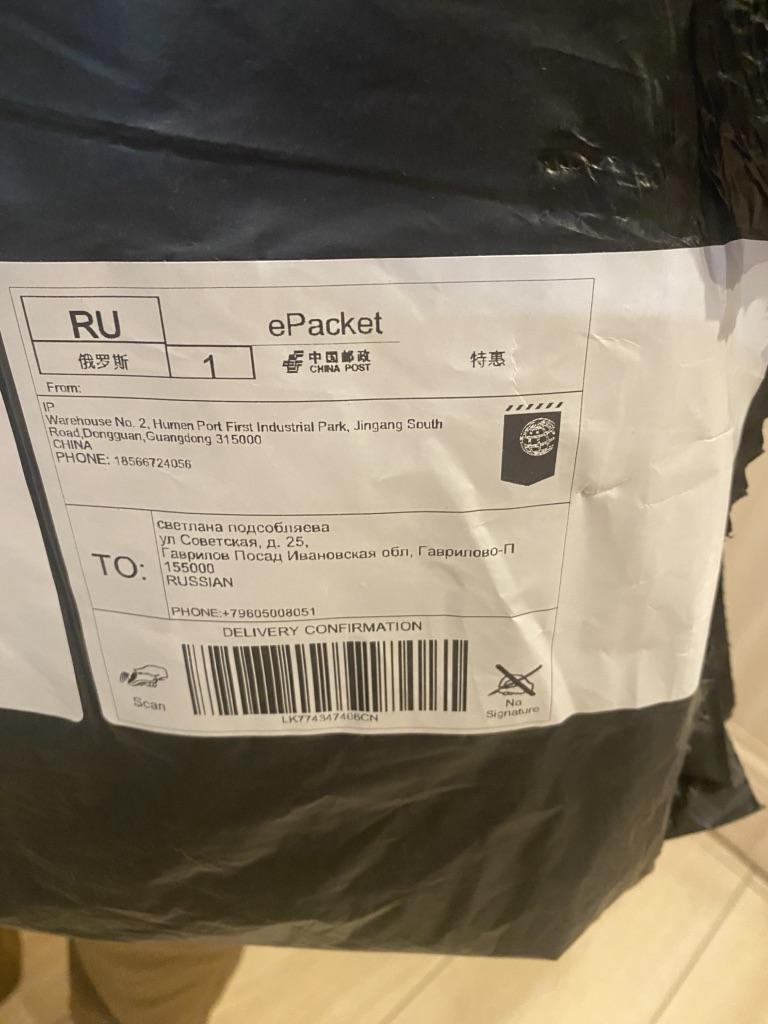 RU
ePacket
俄罗斯
1
中国邮政
CHINA POST
特惠
From:
IP
Warehouse No. 2, Humen Port First Industrial Park, Jingang South
Road,Dongguan,Guangdong 315000
CHINA
PHONE: 18566724056
TO:
светлана подсобляева
ул Советская, д. 25,
Гаврилов Посад Ивановская обл, Гаврилово-П
155000
RUSSIAN
PHONE:+79605008051
DELIVERY CONFIRMATION
Scan
No
Signature
LK774347406CN